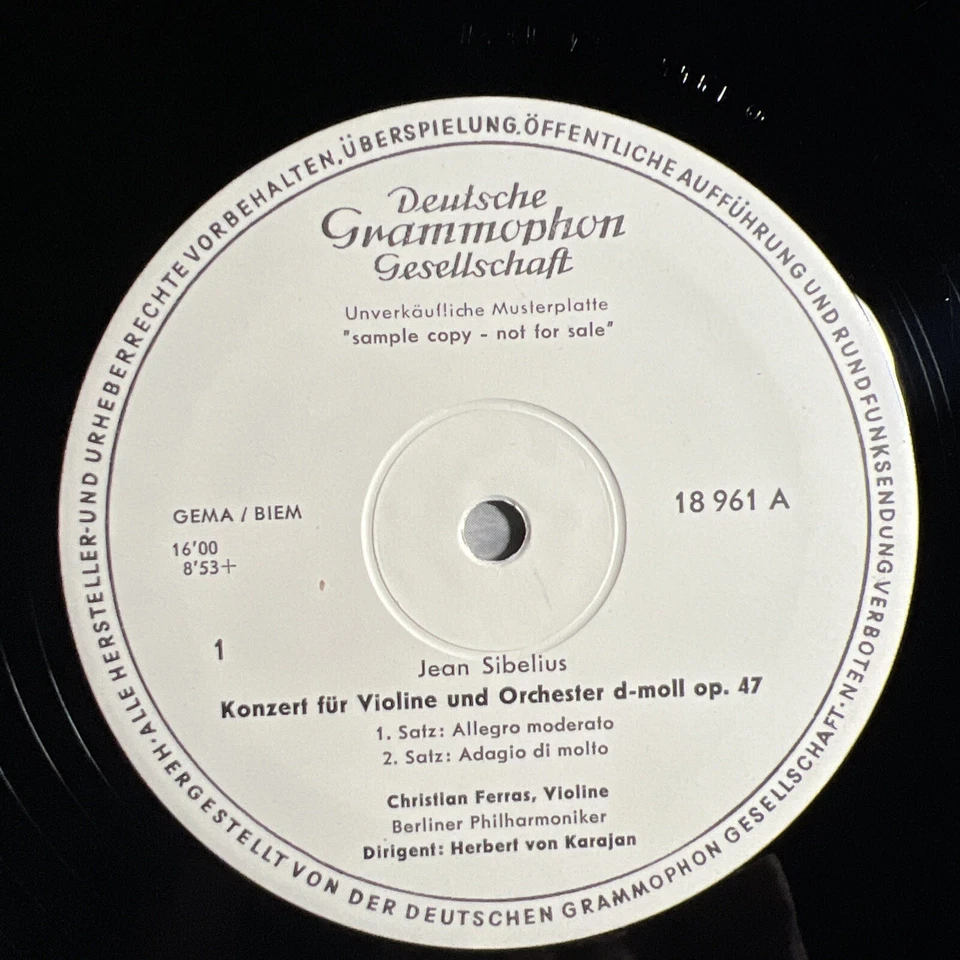 ALLE HERSTELLER-UND URHEBERRECHTE VORBEHALTEN. ÜBERSPIELUNG. ÖFFENTLICHE AUFFÜHRUNG UND RUNDFUNKSENDUNG VERBOTEN · HERGESTELLT VON DER DEUTSCHEN GRAMMOPHON GESELLSCHAFT ·
Deutsche
Grammophon
Gesellschaft
Unverkäufliche Musterplatte
"sample copy - not for sale"
GEMA / BIEM
18 961 A
16'00
8'53+
1
Jean Sibelius
Konzert für Violine und Orchester d-moll op. 47
1. Satz: Allegro moderato
2. Satz: Adagio di molto
Christian Ferras, Violine
Berliner Philharmoniker
Dirigent: Herbert von Karajan